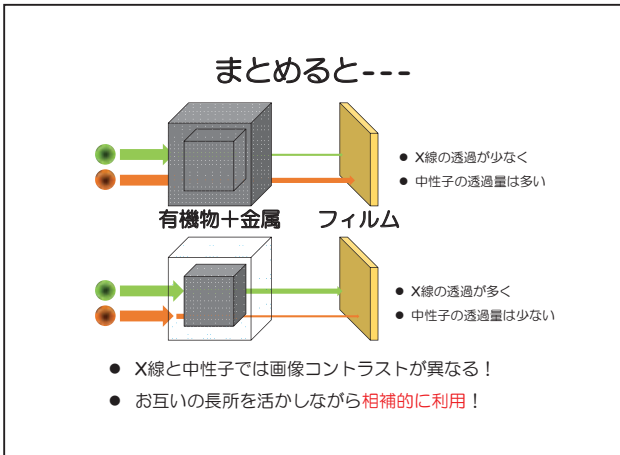 まとめると---
● X線の透過が少なく
● 中性子の透過量は多い
有機物＋金属
フィルム
● X線の透過が多く
● 中性子の透過量は少ない
● X線と中性子では画像コントラストが異なる！
● お互いの長所を活かしながら相補的に利用！